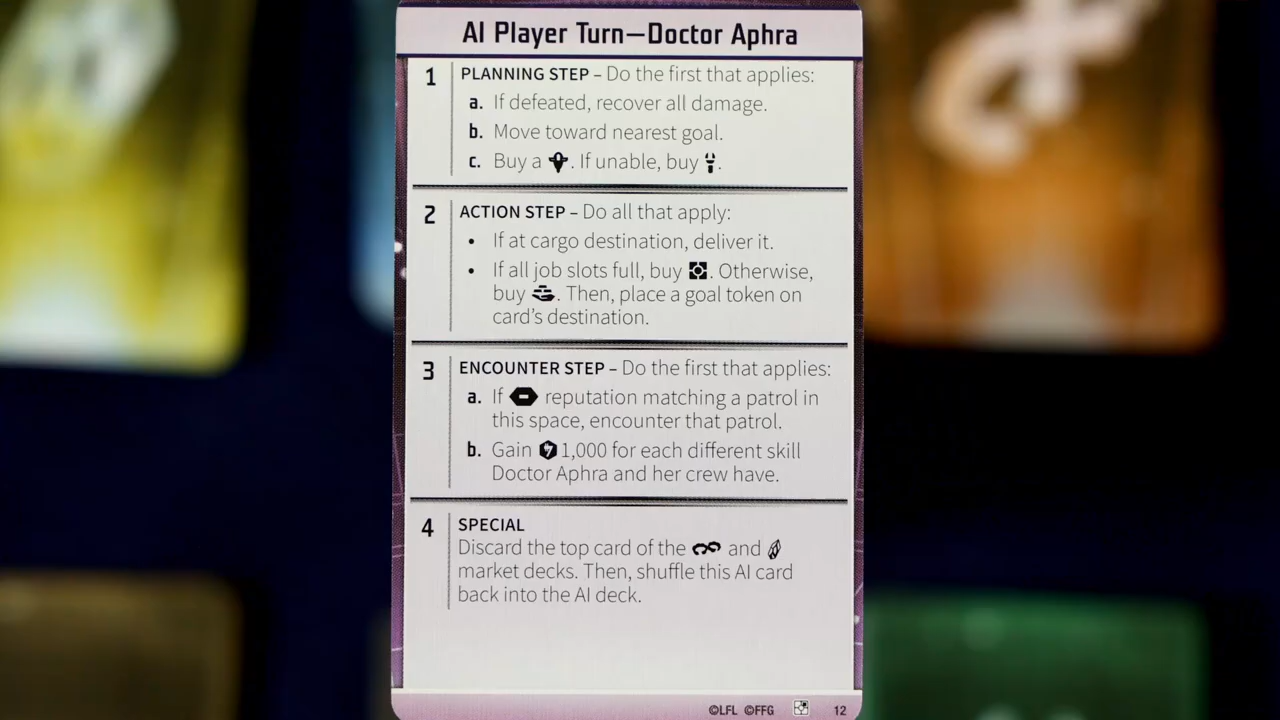 AI Player Turn—Doctor Aphra
1 PLANNING STEP – Do the first that applies:
a. If defeated, recover all damage.
b. Move toward nearest goal.
c. Buy a . If unable, buy .
2 ACTION STEP – Do all that apply:
• If at cargo destination, deliver it.
• If all job slots full, buy . Otherwise,
buy . Then, place a goal token on
card's destination.
3 ENCOUNTER STEP – Do the first that applies:
a. If reputation matching a patrol in
this space, encounter that patrol.
b. Gain 1,000 for each different skill
Doctor Aphra and her crew have.
4 SPECIAL
Discard the top card of the and
market decks. Then, shuffle this AI card
back into the AI deck.
©LFL ©FFG 12